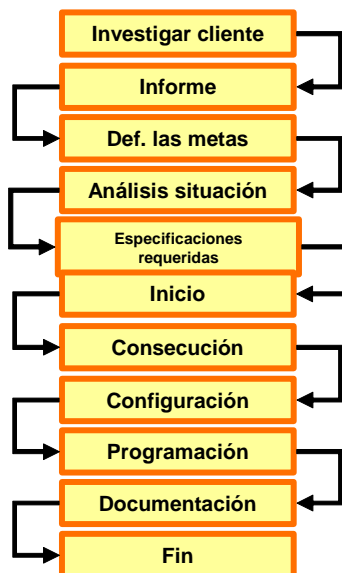 Investigar cliente
Informe
Def. las metas
Análisis situación
Especificaciones
requeridas
Inicio
Consecución
Configuración
Programación
Documentación
Fin